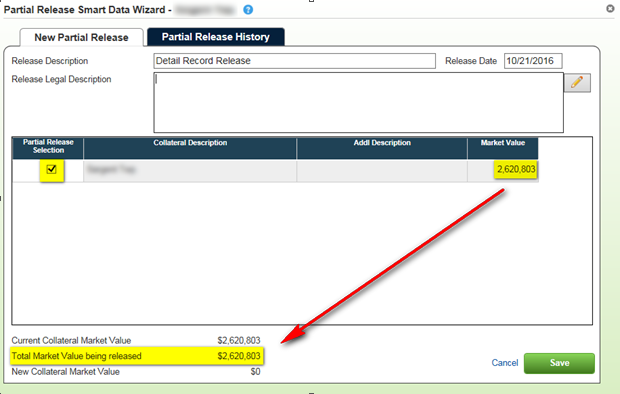 Partial Release Smart Data Wizard -
New Partial Release
Partial Release History
Release Description
Detail Record Release
Release Date
10/21/2016
Release Legal Description
Partial Release Selection
Collateral Description
Addl Description
Market Value
2,620,803
Current Collateral Market Value $2,620,803
Total Market Value being released $2,620,803
New Collateral Market Value $0
Cancel
Save